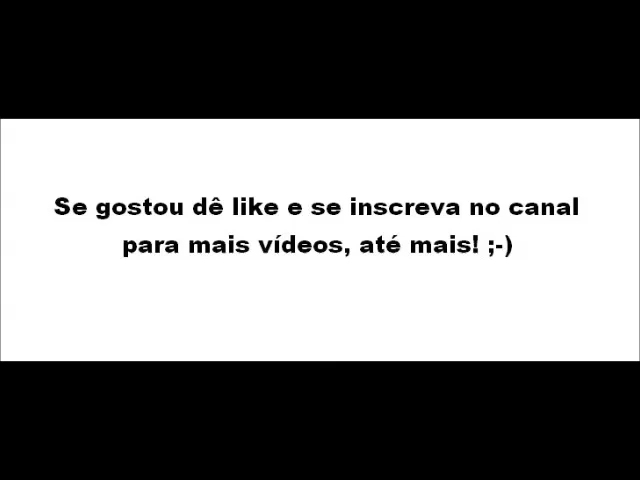 Se gostou dê like e se inscreva no canal
para mais vídeos, até mais! ;-)